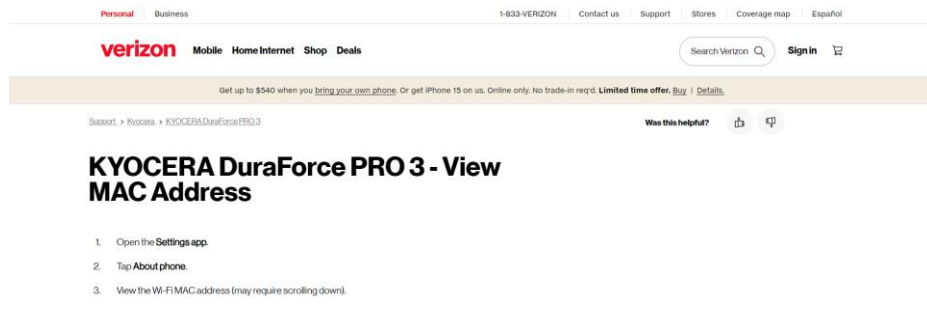 Personal Business 1-833-VERIZON Contact us Support Stores Coverage map Español
verizon Mobile Home Internet Shop Deals Search Verizon Sign in
Get up to $540 when you bring your own phone. Or get iPhone 15 on us. Online only. No trade-in req'd. Limited time offer. Buy | Details.
Support > Kyocera > KYOCERA DuraForce PRO 3 Was this helpful?
KYOCERA DuraForce PRO 3 - View
MAC Address
1. Open the Settings app.
2. Tap About phone.
3. View the Wi-Fi MAC address (may require scrolling down).